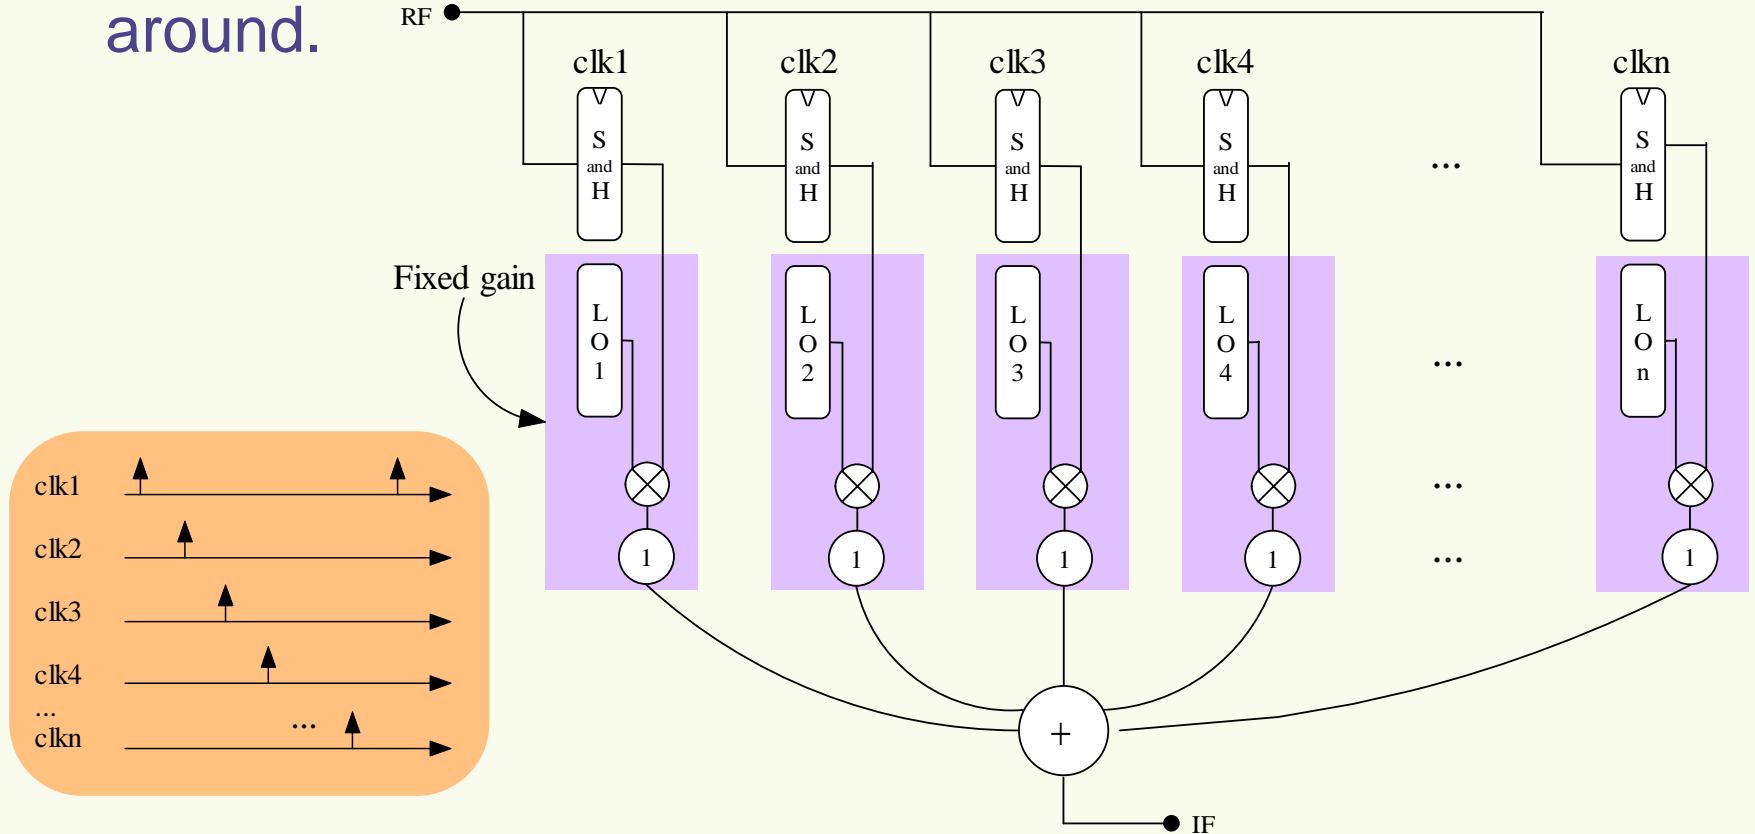 around.
RF
clk1 clk2 clk3 clk4 clkn
S S S S S
and and and and ... and
H H H H H
Fixed gain
L L L L L
O O O O O
1 2 3 4 ... n
clk1
clk2
clk3
clk4
...
clkn ...
...
1 1 1 1 ... 1
+
IF